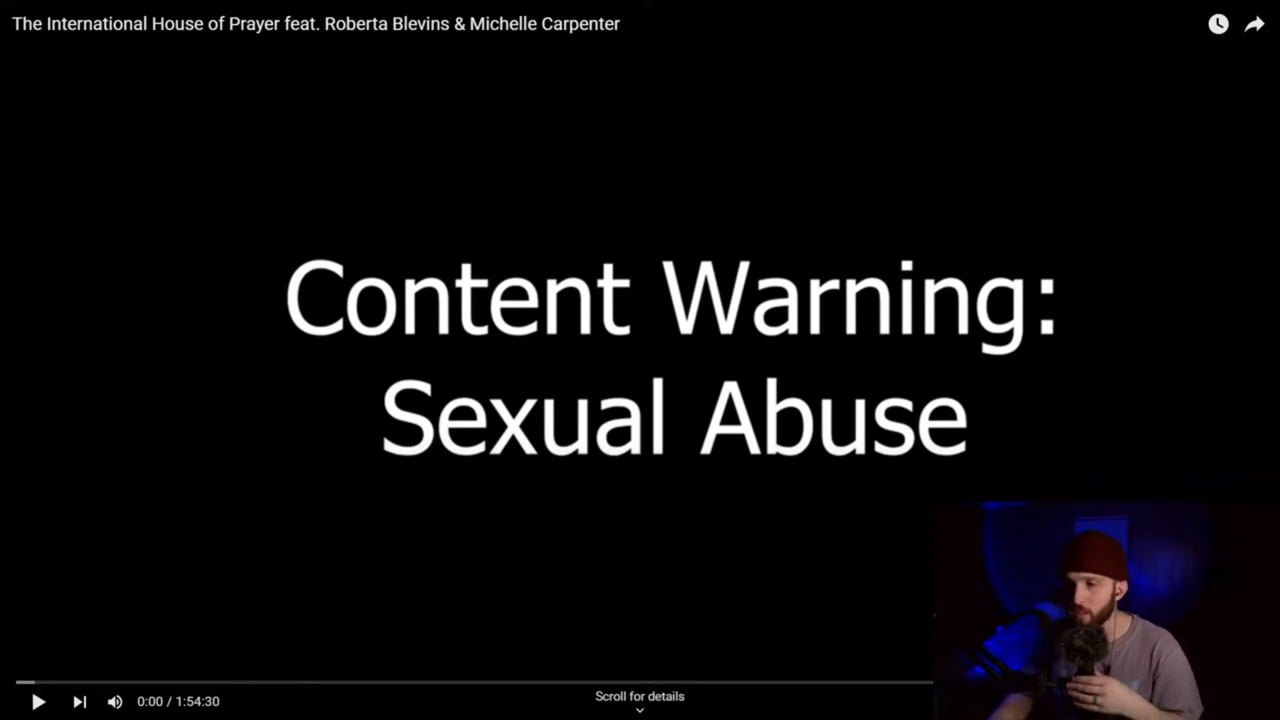 The International House of Prayer feat. Roberta Blevins & Michelle Carpenter
Content Warning:
Sexual Abuse
0:00 / 1:54:30
Scroll for details